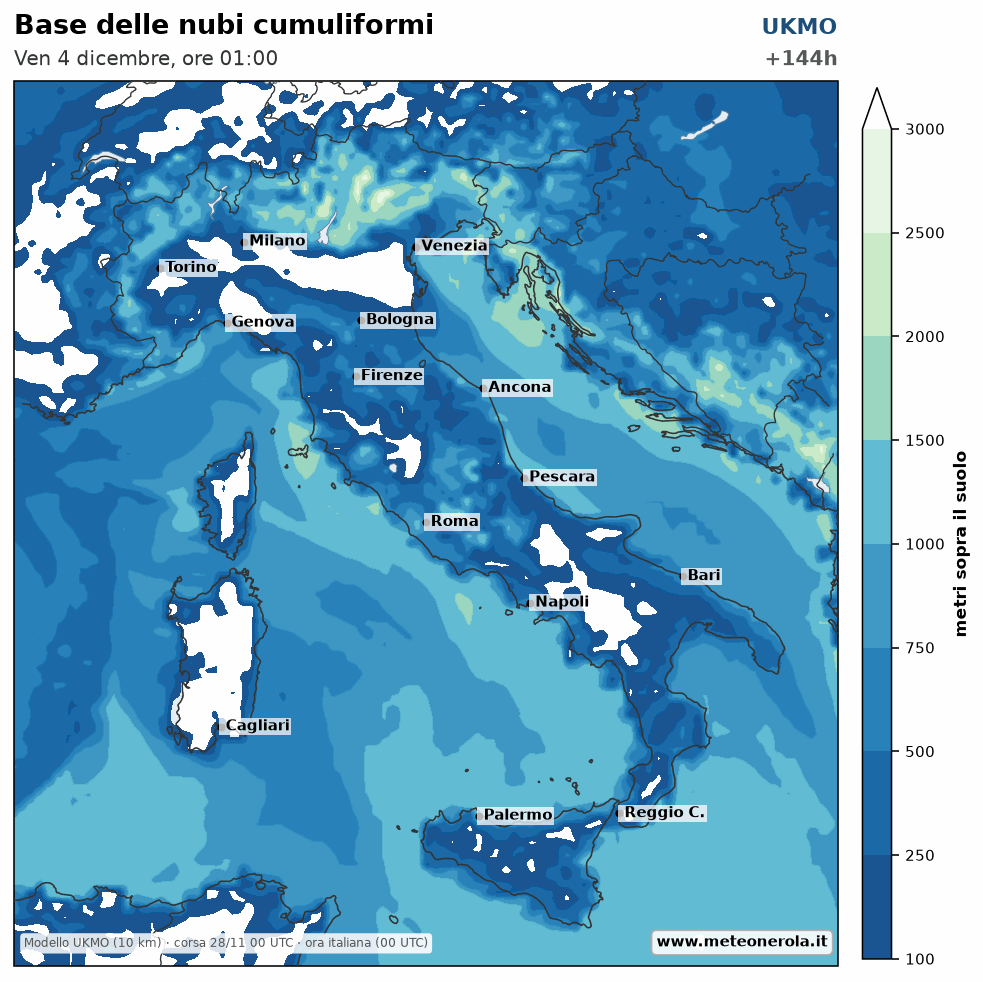 Base delle nubi cumuliformi
UKMO
Ven 4 dicembre, ore 01:00
+144h
3000
2500
2000
1500
1000
750
500
250
100
metri sopra il suolo
Milano
Venezia
Torino
Genova
Bologna
Firenze
Ancona
Pescara
Roma
Bari
Napoli
Cagliari
Palermo
Reggio C.
Modello UKMO (10 km) · corsa 28/11 00 UTC · ora italiana (00 UTC)
www.meteonerola.it